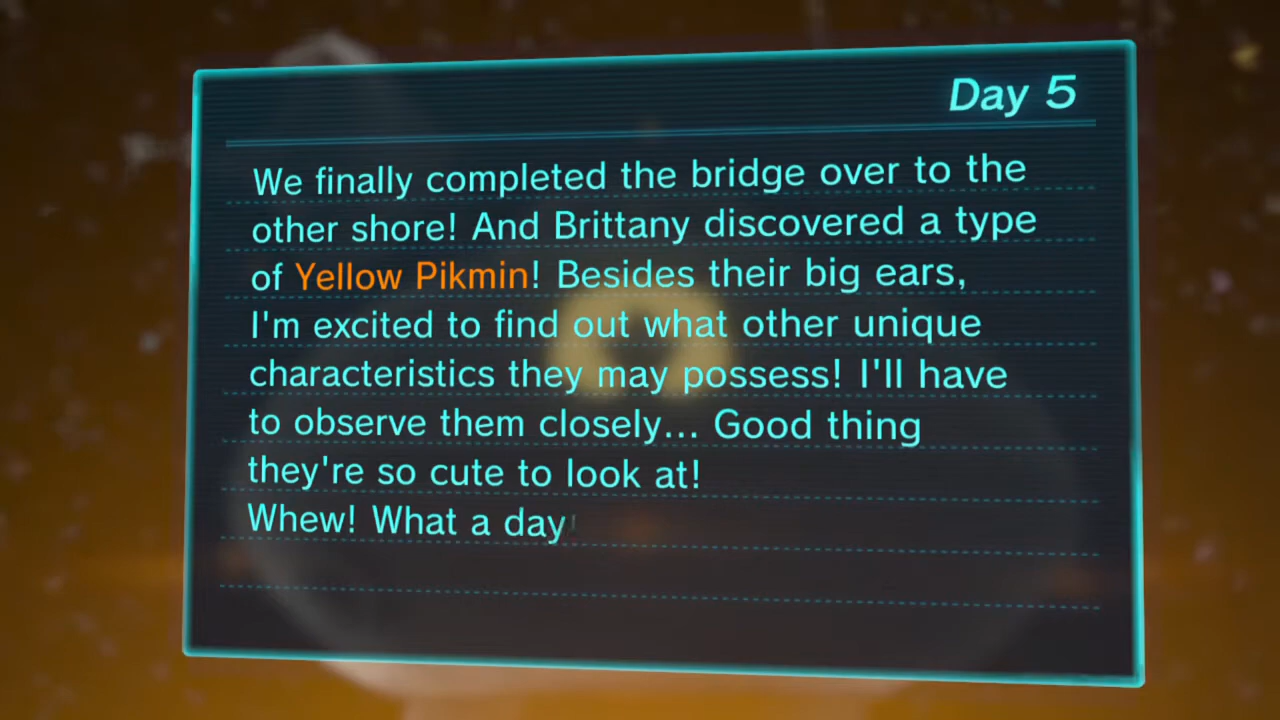 Day 5
We finally completed the bridge over to the
other shore! And Brittany discovered a type
of Yellow Pikmin! Besides their big ears,
I'm excited to find out what other unique
characteristics they may possess! I'll have
to observe them closely... Good thing
they're so cute to look at!
Whew! What a day!